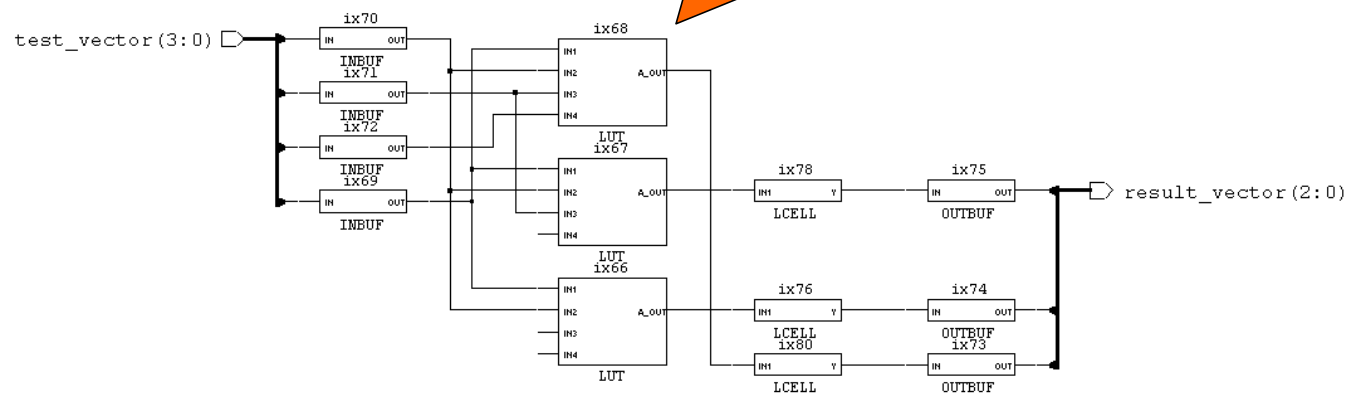 test_vector(3:0)
ix70
IN OUT
INBUF
ix71
IN OUT
INBUF
ix72
IN OUT
INBUF
ix69
IN OUT
INBUF
ix68
IN1
IN2 A_OUT
IN3
IN4
LUT
ix67
IN1
IN2 A_OUT
IN3
IN4
LUT
ix66
IN1
IN2 A_OUT
IN3
IN4
LUT
ix78
IN1 Y
LCELL
ix75
IN OUT
OUTBUF
result_vector(2:0)
ix76
IN1 Y
LCELL
ix74
IN OUT
OUTBUF
ix80
IN1 Y
LCELL
ix73
IN OUT
OUTBUF